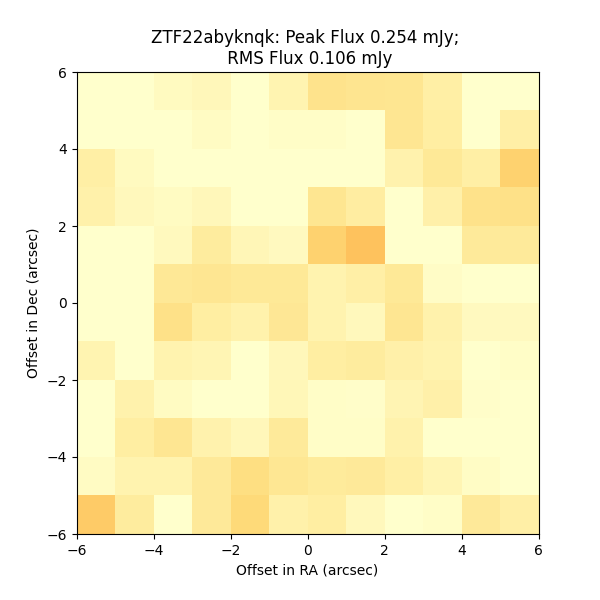 ZTF22abyknqk: Peak Flux 0.254 mJy;
RMS Flux 0.106 mJy
6
4
2
0
−2
−4
−6
Offset in Dec (arcsec)
−6 −4 −2 0 2 4 6
Offset in RA (arcsec)